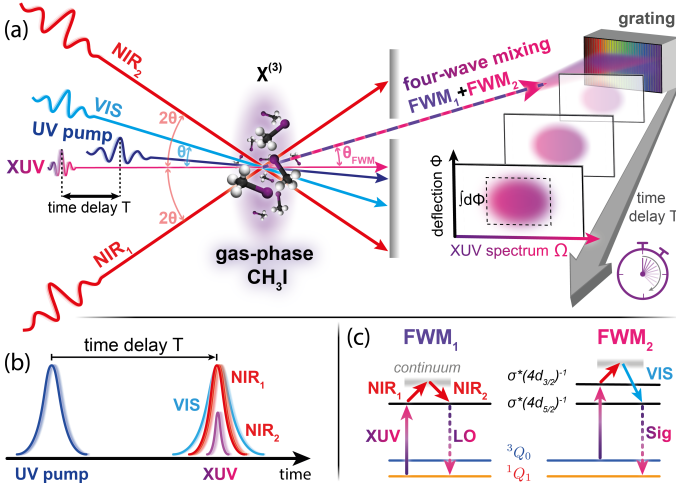 (a)
NIR₂
χ⁽³⁾
grating
four-wave mixing
FWM₁+FWM₂
VIS
2θ
UV pump
θ
θFWM
XUV
time delay T
2θ
deflection Φ
∫dΦ
time
delay T
XUV spectrum Ω
NIR₁
gas-phase
CH₃I
(b)
time delay T
NIR₁
VIS
NIR₂
UV pump
XUV
time
(c)
FWM₁
FWM₂
continuum
σ*(4d3/2)⁻¹
VIS
NIR₁
NIR₂
σ*(4d5/2)⁻¹
XUV
LO
Sig
³Q₀
¹Q₁